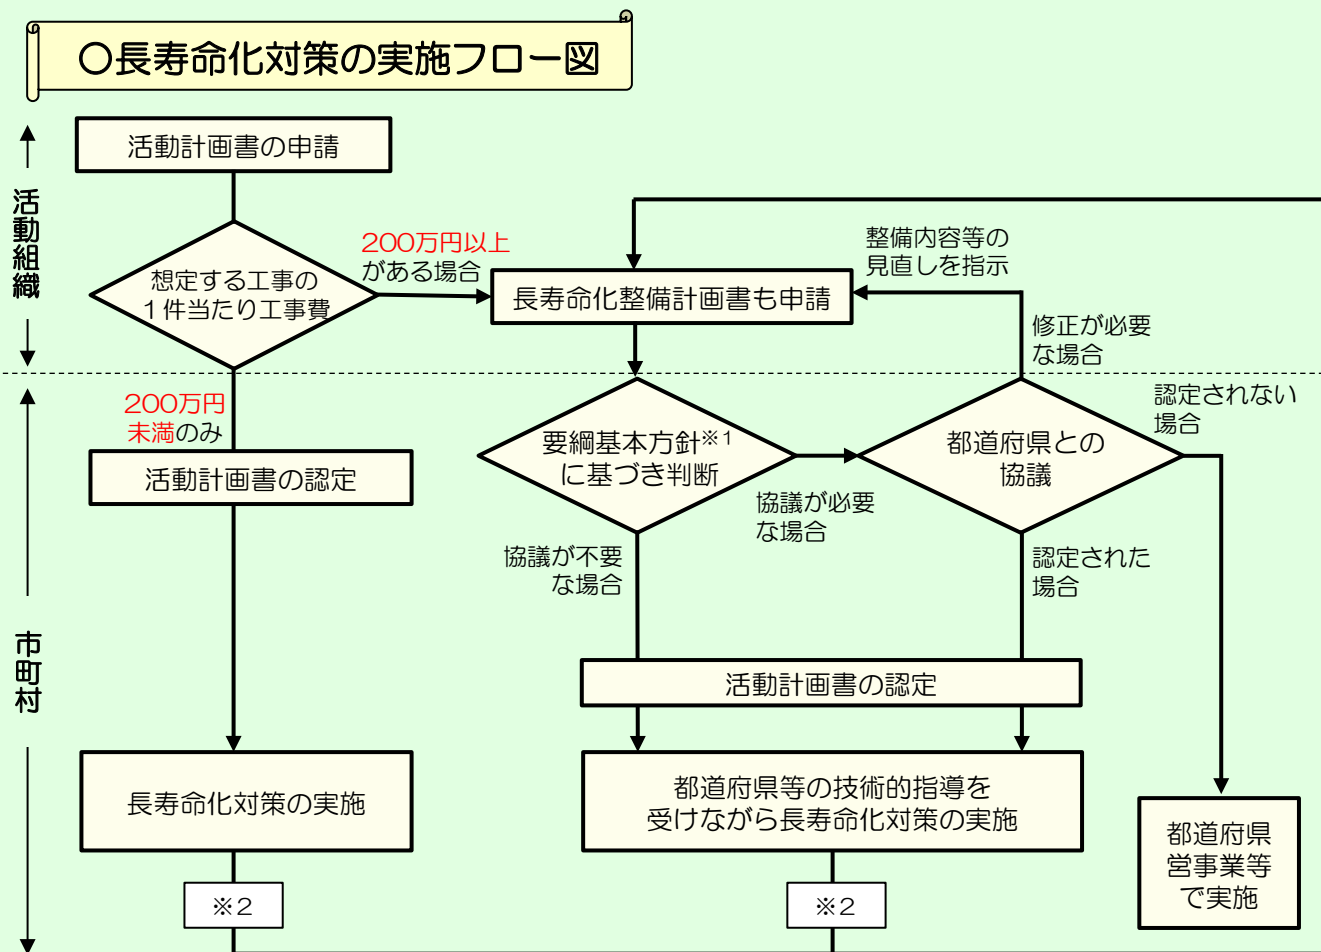 〇長寿命化対策の実施フロー図
活動組織
活動計画書の申請
想定する工事の
１件当たり工事費
200万円以上
がある場合
長寿命化整備計画書も申請
整備内容等の
見直しを指示
修正が必要
な場合
市町村
200万円
未満のみ
活動計画書の認定
要綱基本方針※1
に基づき判断
協議が必要
な場合
都道府県との
協議
認定されない
場合
協議が不要
な場合
認定された
場合
活動計画書の認定
長寿命化対策の実施
都道府県等の技術的指導を
受けながら長寿命化対策の実施
都道府県
営事業等
で実施
※2
※2